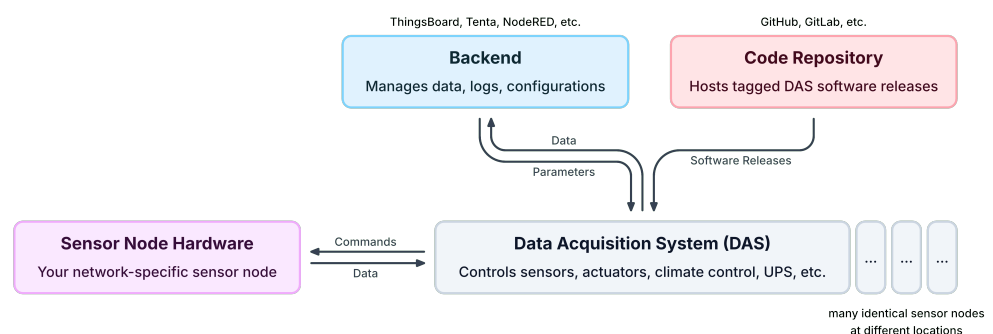 ThingsBoard, Tenta, NodeRED, etc.
GitHub, GitLab, etc.
Backend
Manages data, logs, configurations
Code Repository
Hosts tagged DAS software releases
Data
Parameters
Software Releases
Sensor Node Hardware
Your network-specific sensor node
Commands
Data
Data Acquisition System (DAS)
Controls sensors, actuators, climate control, UPS, etc.
...
...
...
many identical sensor nodes
at different locations